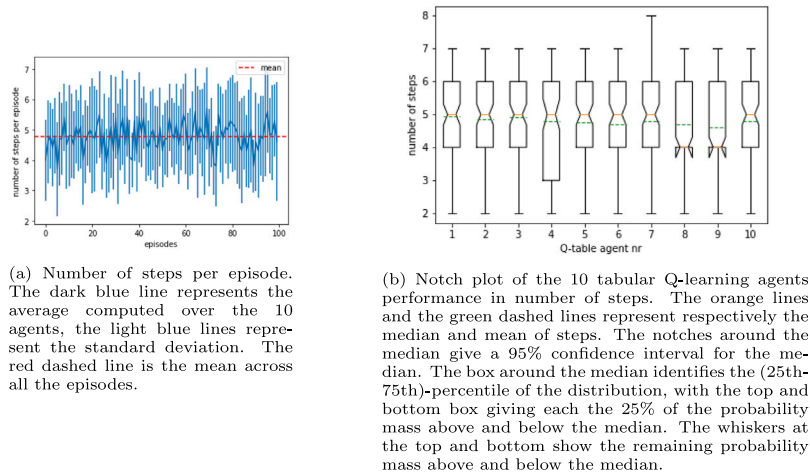 mean
number of steps per episode
7
6
5
4
3
2
0
20
40
60
80
100
episodes
number of steps
8
7
6
5
4
3
2
1
2
3
4
5
6
7
8
9
10
Q-table agent nr
(a) Number of steps per episode.
The dark blue line represents the
average computed over the 10
agents, the light blue lines repre-
sent the standard deviation. The
red dashed line is the mean across
all the episodes.
(b) Notch plot of the 10 tabular Q-learning agents
performance in number of steps. The orange lines
and the green dashed lines represent respectively the
median and mean of steps. The notches around the
median give a 95% confidence interval for the me-
dian. The box around the median identifies the (25th-
75th)-percentile of the distribution, with the top and
bottom box giving each the 25% of the probability
mass above and below the median. The whiskers at
the top and bottom show the remaining probability
mass above and below the median.